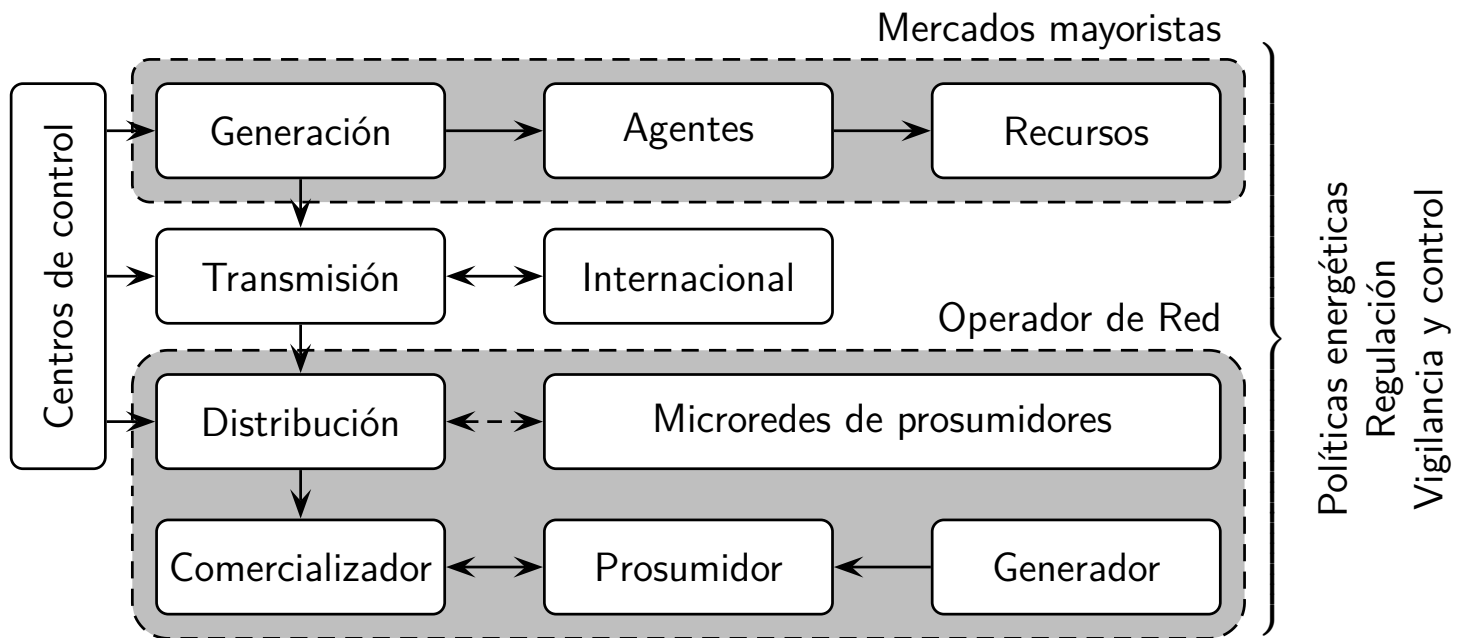 Mercados mayoristas
Centros de control
Generación
Agentes
Recursos
Transmisión
Internacional
Operador de Red
Distribución
Microredes de prosumidores
Comercializador
Prosumidor
Generador
Políticas energéticas
Regulación
Vigilancia y control